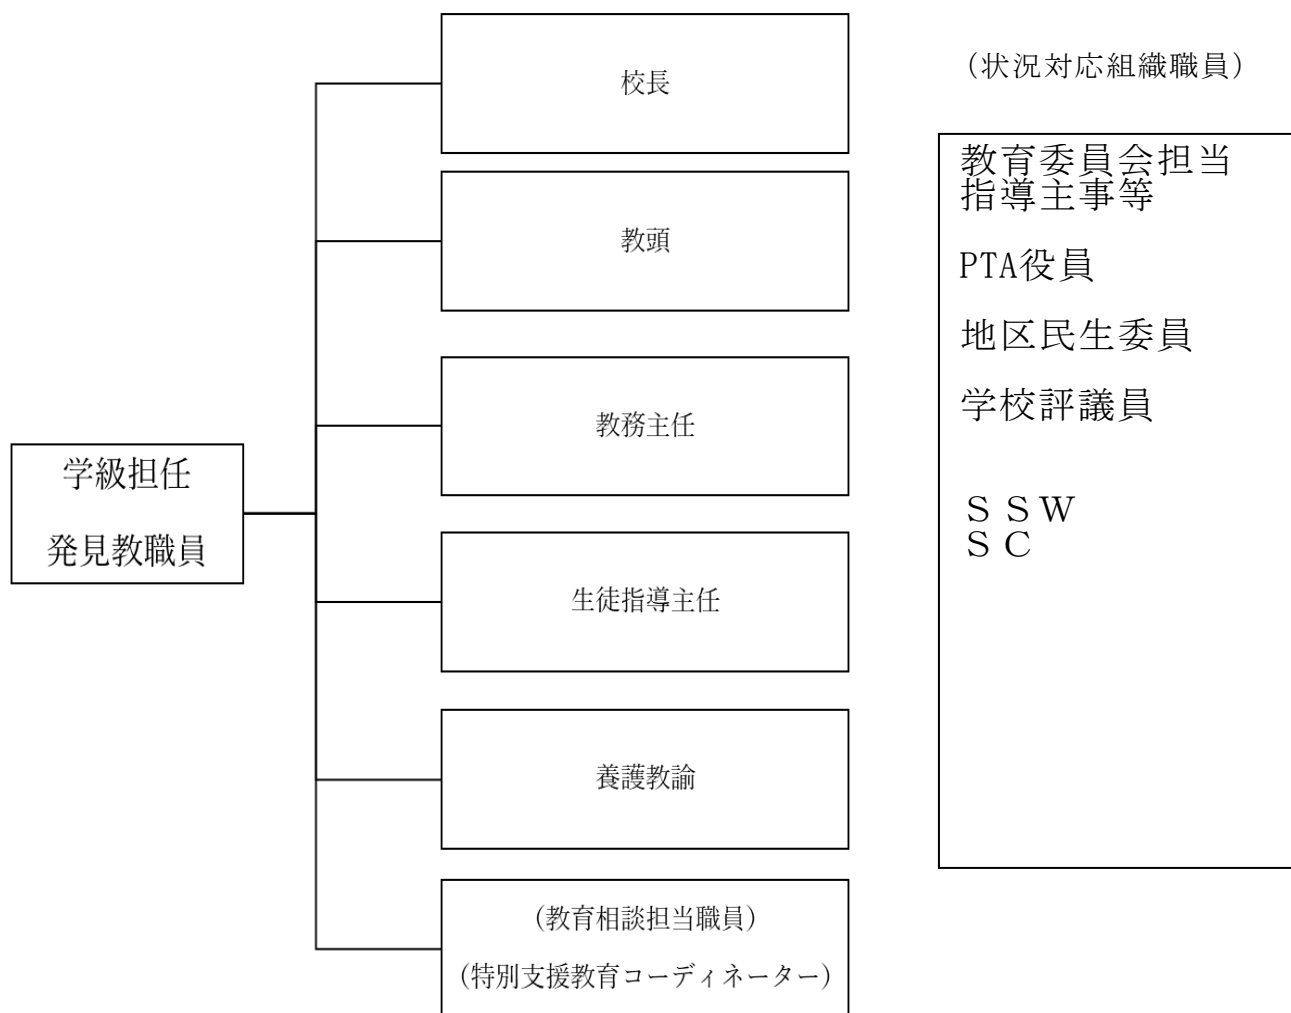 学級担任
発見教職員
校長
教頭
教務主任
生徒指導主任
養護教諭
(教育相談担当職員)
(特別支援教育コーディネーター)
(状況対応組織職員)
教育委員会担当
指導主事等
PTA役員
地区民生委員
学校評議員
ＳＳＷ
ＳＣ